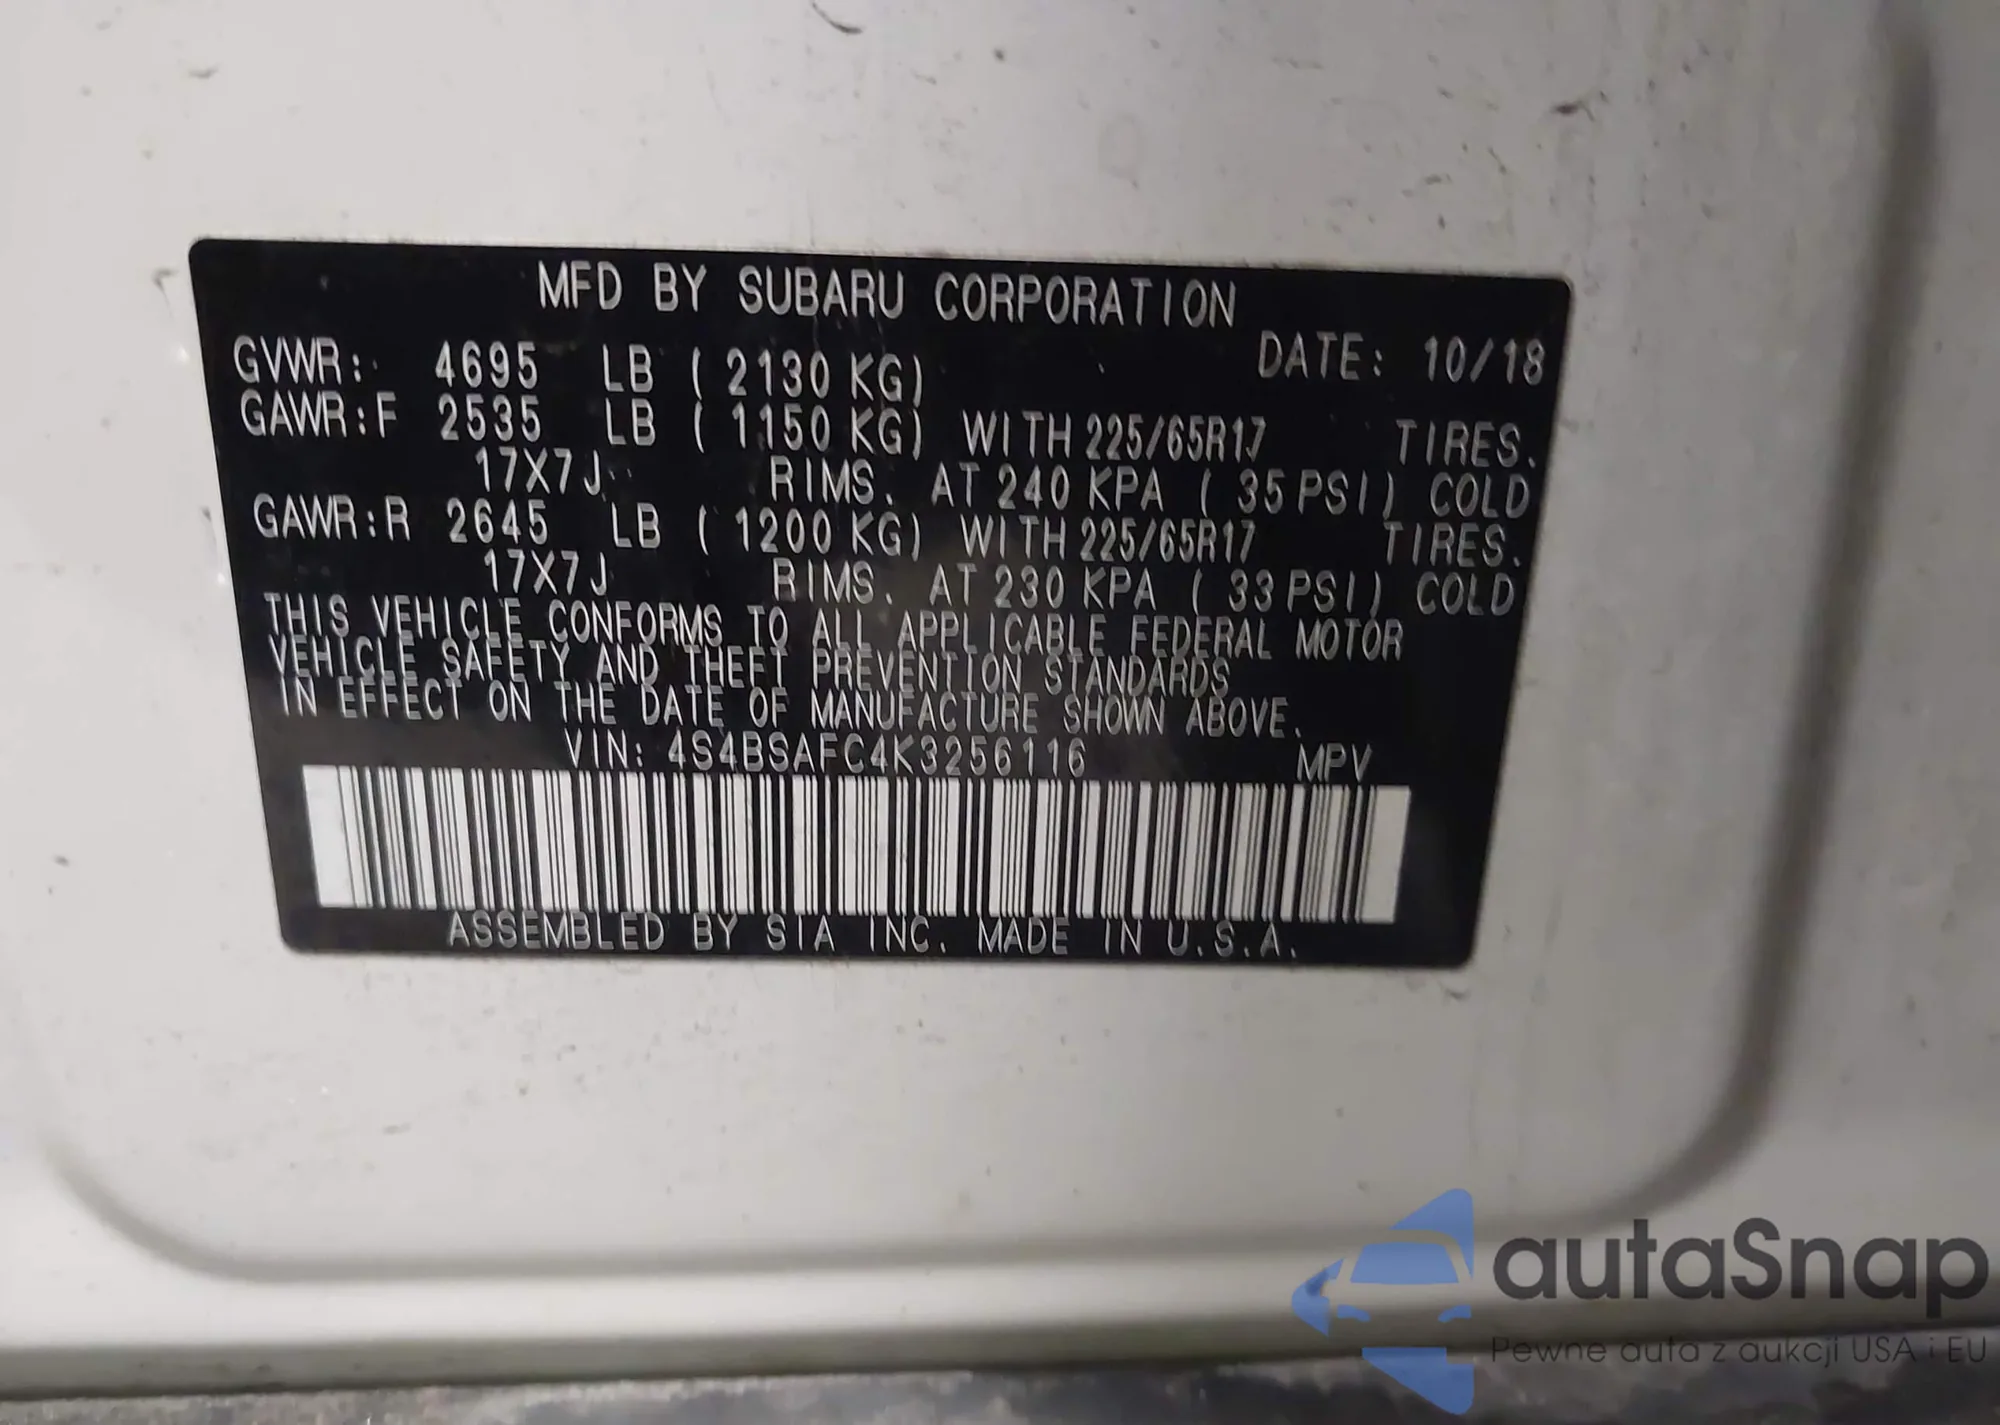 MFD BY SUBARU CORPORATION
GVWR: 4695 LB ( 2130 KG) DATE: 10/18
GAWR:F 2535 LB ( 1150 KG) WITH 225/65R17 TIRES.
17X7J RIMS. AT 240 KPA ( 35 PSI) COLD
GAWR:R 2645 LB ( 1200 KG) WITH 225/65R17 TIRES.
17X7J RIMS. AT 230 KPA ( 33 PSI) COLD
THIS VEHICLE CONFORMS TO ALL APPLICABLE FEDERAL MOTOR
VEHICLE SAFETY AND THEFT PREVENTION STANDARDS
IN EFFECT ON THE DATE OF MANUFACTURE SHOWN ABOVE.
VIN: 4S4BSAFC4K3256116 MPV
ASSEMBLED BY SIA INC. MADE IN U.S.A.
autaSnap
Pewne auta z aukcji USA i EU